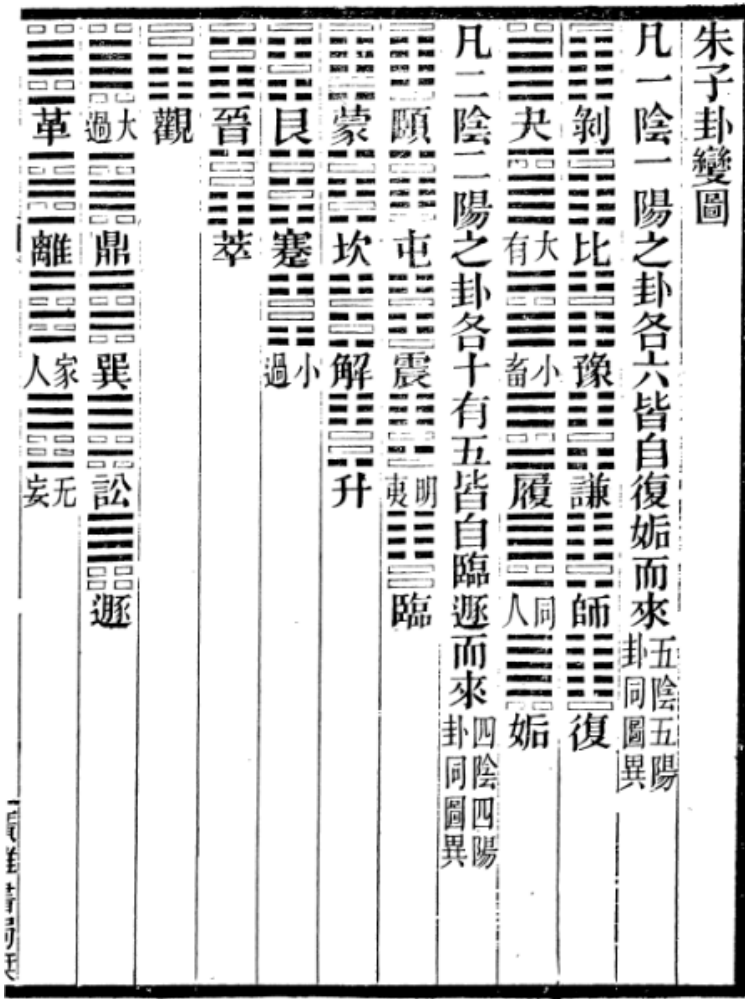 朱子卦變圖
凡一陰一陽之卦各六皆自復姤而來五陰五陽卦同圖異
剝 比 豫 謙 師 復
夬 大有 小畜 履 同人 姤
凡二陰二陽之卦各十有五皆自臨遯而來四陰四陽卦同圖異
頤 屯 震 明夷 臨
蒙 坎 解 升
艮 蹇 小過
晉 萃
觀
大過 鼎 巽 訟 遯
革 離 家人 无妄
廣雅書局栞